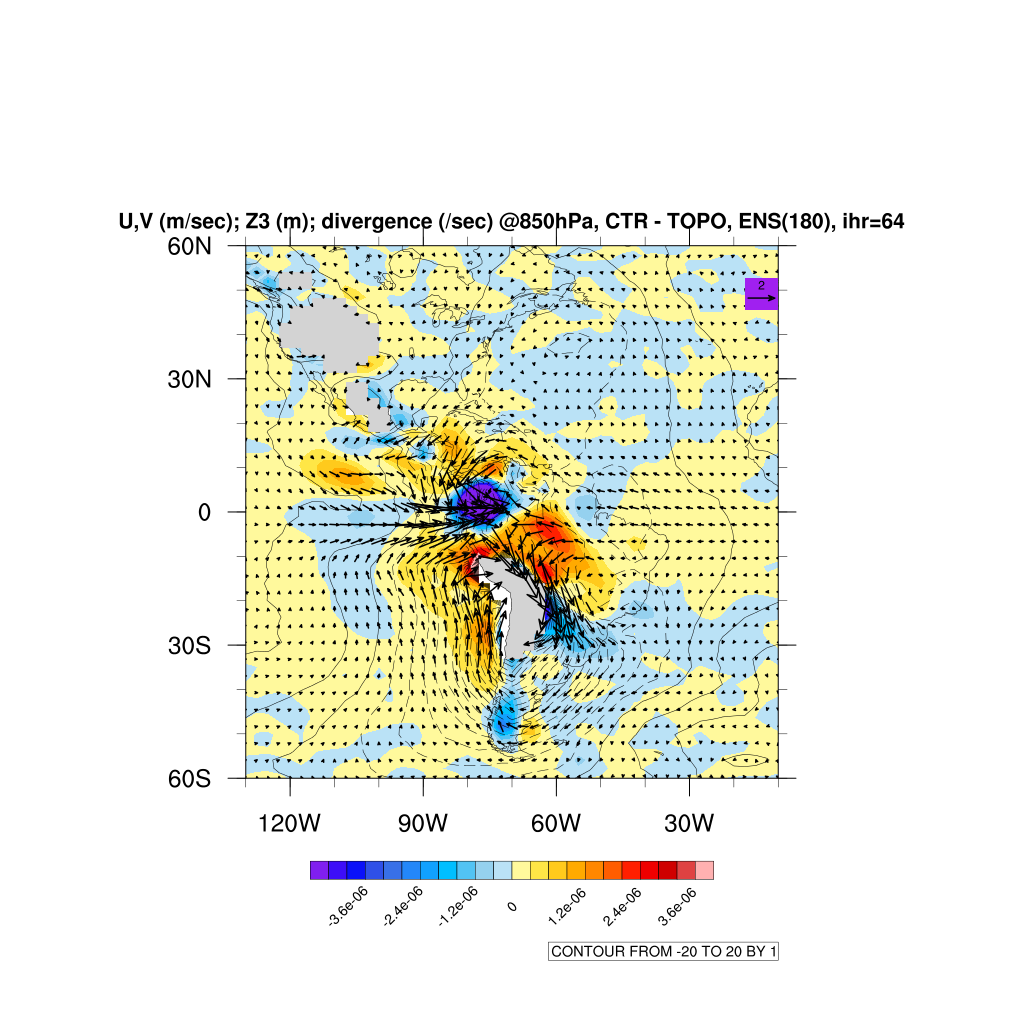 U,V (m/sec); Z3 (m); divergence (/sec) @850hPa, CTR - TOPO, ENS(180), ihr=64
60N
2
30N
0
0
30S
60S
120W 90W 60W 30W
-3.6e-06 -2.4e-06 -1.2e-06 0 1.2e-06 2.4e-06 3.6e-06
CONTOUR FROM -20 TO 20 BY 1